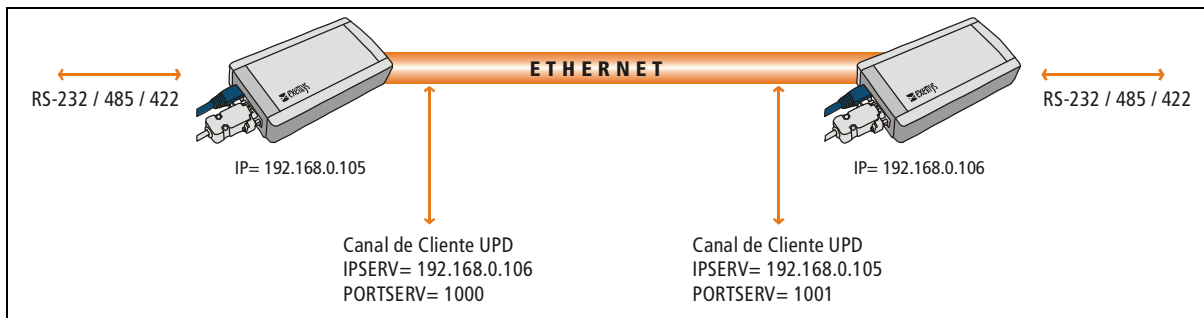 ETHERNET
exemys
exemys
RS-232 / 485 / 422
RS-232 / 485 / 422
IP= 192.168.0.105
IP= 192.168.0.106
Canal de Cliente UPD
IPSERV= 192.168.0.106
PORTSERV= 1000
Canal de Cliente UPD
IPSERV= 192.168.0.105
PORTSERV= 1001